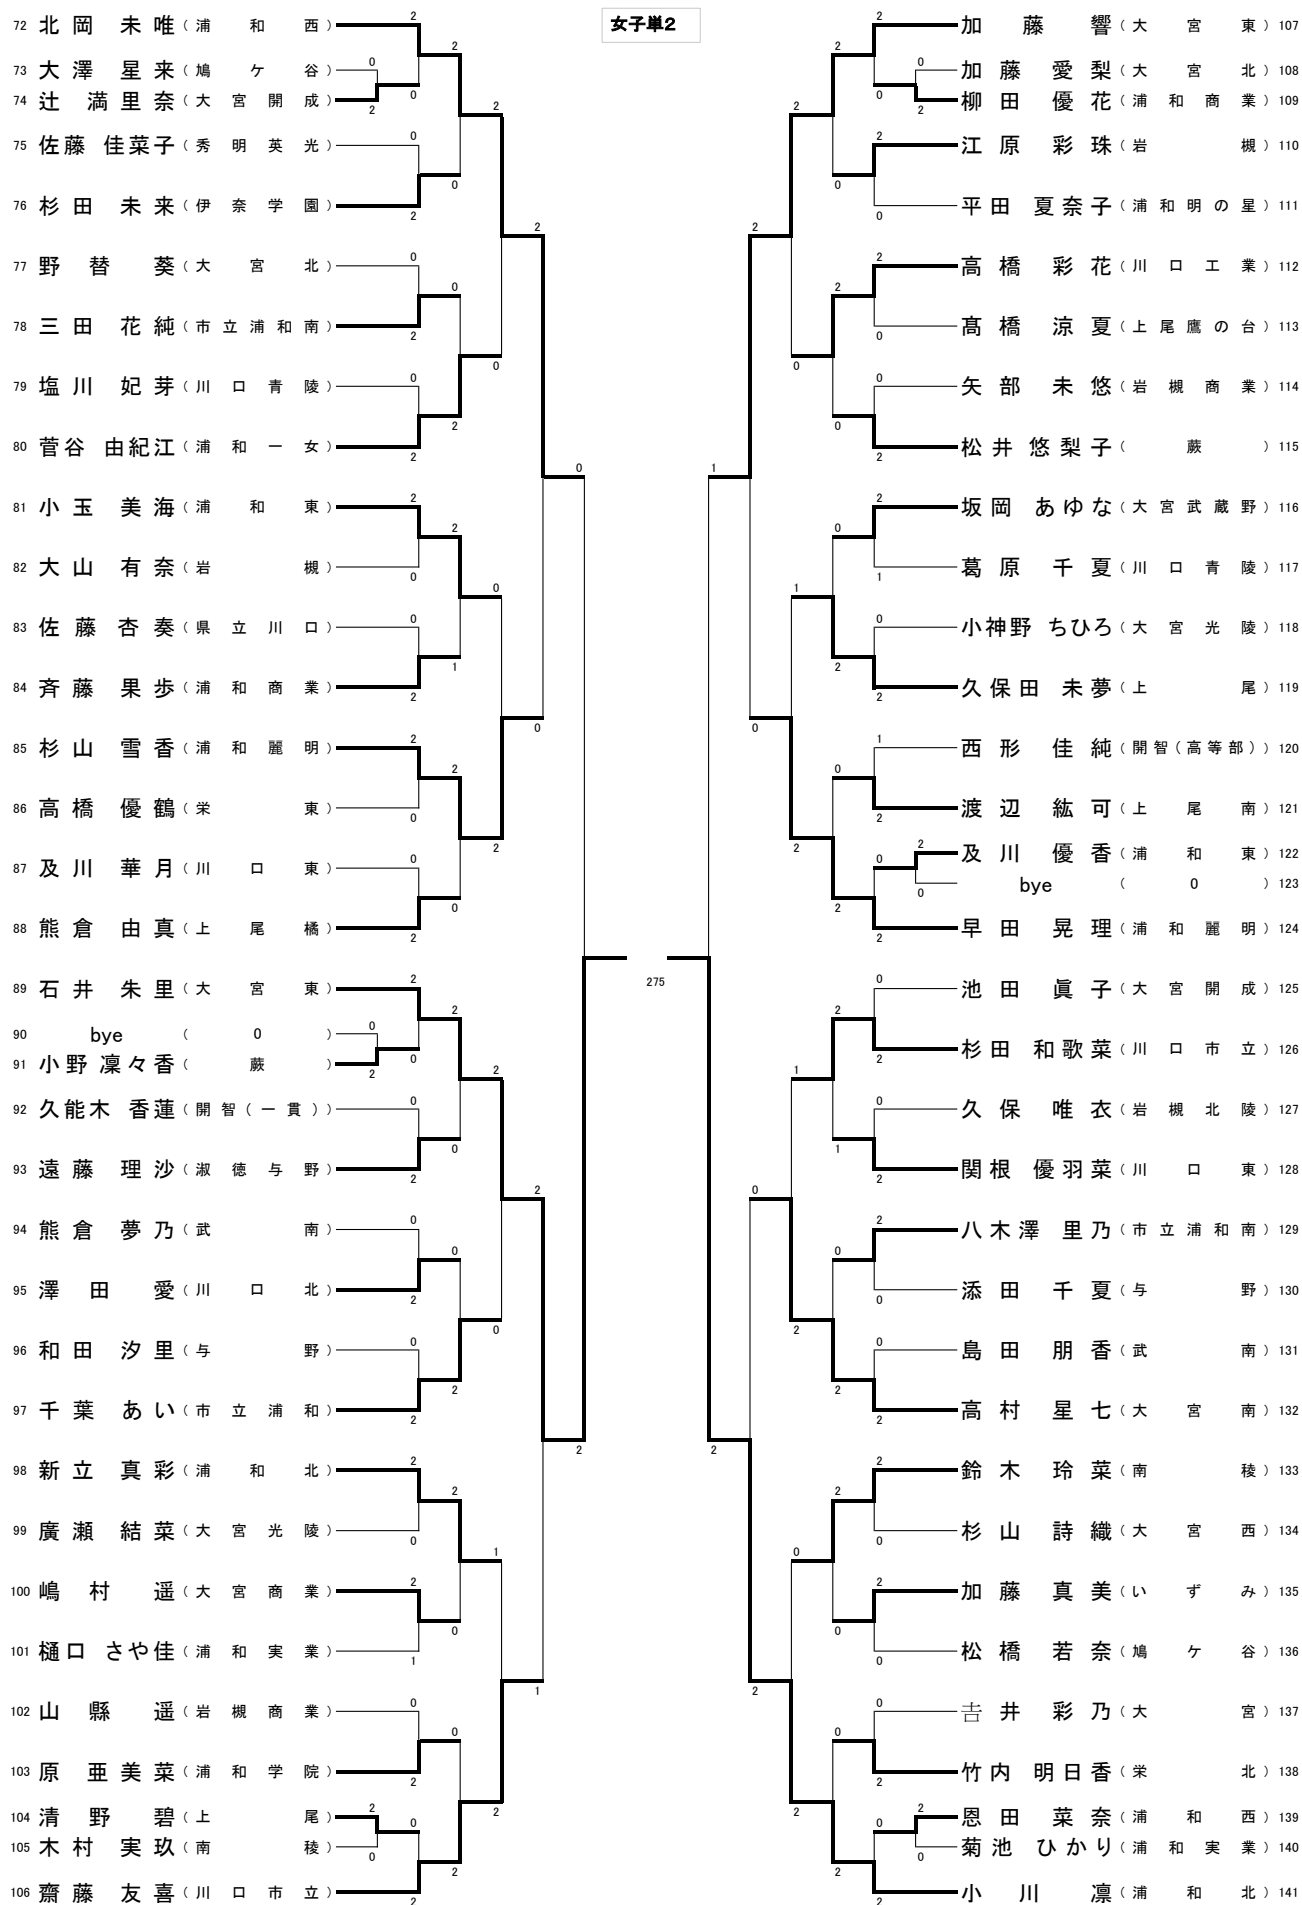 女子単2
72 北岡 未唯 (浦和西)
73 大澤 星来 (鳩ケ谷)
74 辻 満里奈 (大宮開成)
75 佐藤 佳菜子 (秀明英光)
76 杉田 未来 (伊奈学園)
77 野替 葵 (大宮北)
78 三田 花純 (市立浦和南)
79 塩川 妃芽 (川口青陵)
80 菅谷 由紀江 (浦和一女)
81 小玉 美海 (浦和東)
82 大山 有奈 (岩槻)
83 佐藤 杏奏 (県立川口)
84 斉藤 果歩 (浦和商業)
85 杉山 雪香 (浦和麗明)
86 高橋 優鶴 (栄東)
87 及川 華月 (川口東)
88 熊倉 由真 (上尾橘)
89 石井 朱里 (大宮東)
90 bye (0)
91 小野 凜々香 (蕨)
92 久能木 香蓮 (開智(一貫))
93 遠藤 理沙 (淑徳与野)
94 熊倉 夢乃 (武南)
95 澤田 愛 (川口北)
96 和田 汐里 (与野)
97 千葉 あい (市立浦和)
98 新立 真彩 (浦和北)
99 廣瀬 結菜 (大宮光陵)
100 嶋村 遥 (大宮商業)
101 樋口 さや佳 (浦和実業)
102 山縣 遥 (岩槻商業)
103 原 亜美菜 (浦和学院)
104 清野 碧 (上尾)
105 木村 実玖 (南稜)
106 齋藤 友喜 (川口市立)
275
加藤 響 (大宮東) 107
加藤 愛梨 (大宮北) 108
柳田 優花 (浦和商業) 109
江原 彩珠 (岩槻) 110
平田 夏奈子 (浦和明の星) 111
高橋 彩花 (川口工業) 112
髙橋 涼夏 (上尾鷹の台) 113
矢部 未悠 (岩槻商業) 114
松井 悠梨子 (蕨) 115
坂岡 あゆな (大宮武蔵野) 116
葛原 千夏 (川口青陵) 117
小神野 ちひろ (大宮光陵) 118
久保田 未夢 (上尾) 119
西形 佳純 (開智(高等部)) 120
渡辺 紘可 (上尾南) 121
及川 優香 (浦和東) 122
bye (0) 123
早田 晃理 (浦和麗明) 124
池田 眞子 (大宮開成) 125
杉田 和歌菜 (川口市立) 126
久保 唯衣 (岩槻北陵) 127
関根 優羽菜 (川口東) 128
八木澤 里乃 (市立浦和南) 129
添田 千夏 (与野) 130
島田 朋香 (武南) 131
高村 星七 (大宮南) 132
鈴木 玲菜 (南稜) 133
杉山 詩織 (大宮西) 134
加藤 真美 (いずみ) 135
松橋 若奈 (鳩ケ谷) 136
𠮷井 彩乃 (大宮) 137
竹内 明日香 (栄北) 138
恩田 菜奈 (浦和西) 139
菊池 ひかり (浦和実業) 140
小川 凛 (浦和北) 141